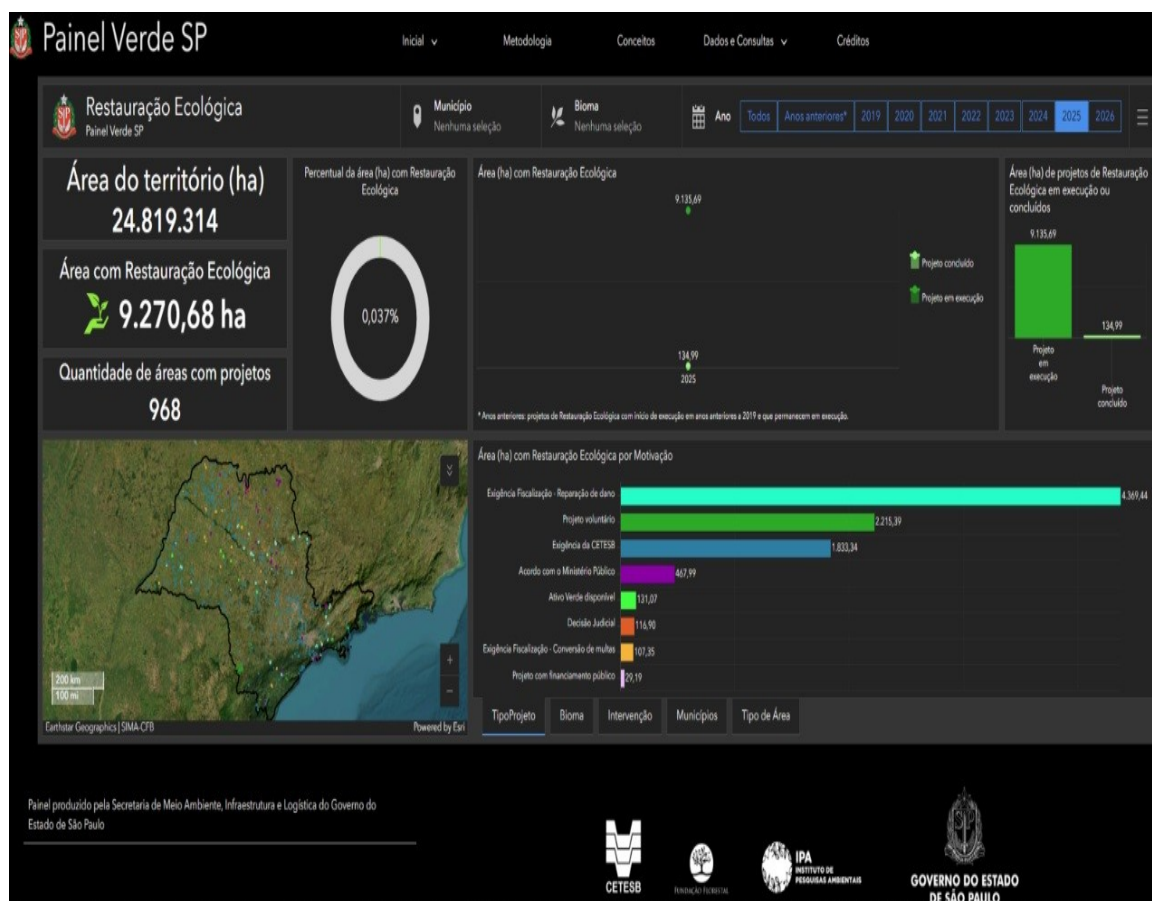 Painel Verde SP
Inicial
Metodologia
Conceitos
Dados e Consultas
Créditos
Restauração Ecológica
Painel Verde SP
Município
Nenhuma seleção
Bioma
Nenhuma seleção
Ano
Todos
Anos anteriores*
2019
2020
2021
2022
2023
2024
2025
2026
Área do território (ha)
24.819.314
Área com Restauração Ecológica
9.270,68 ha
Quantidade de áreas com projetos
968
Percentual da área (ha) com Restauração
Ecológica
0,037%
Área (ha) com Restauração Ecológica
9.135,69
134,99
2025
Projeto concluído
Projeto em execução
* Anos anteriores: projetos de Restauração Ecológica com início de execução em anos anteriores a 2019 e que permanecem em execução.
Área (ha) de projetos de Restauração
Ecológica em execução ou
concluídos
9.135,69
134,99
Projeto
em
execução
Projeto
concluído
200 km
100 mi
Earthstar Geographics | SIMA-CFB
Powered by Esri
Área (ha) com Restauração Ecológica por Motivação
Exigência Fiscalização - Reparação de dano
4.369,44
Projeto voluntário
2.215,39
Exigência da CETESB
1.833,34
Acordo com o Ministério Público
467,99
Ativo Verde disponível
131,07
Decisão Judicial
116,90
Exigência Fiscalização - Conversão de multas
107,35
Projeto com financiamento público
29,19
TipoProjeto
Bioma
Intervenção
Municípios
Tipo de Área
Painel produzido pela Secretaria de Meio Ambiente, Infraestrutura e Logística do Governo do
Estado de São Paulo
CETESB
FUNDAÇÃO FLORESTAL
IPA
INSTITUTO DE
PESQUISAS AMBIENTAIS
GOVERNO DO ESTADO
DE SÃO PAULO